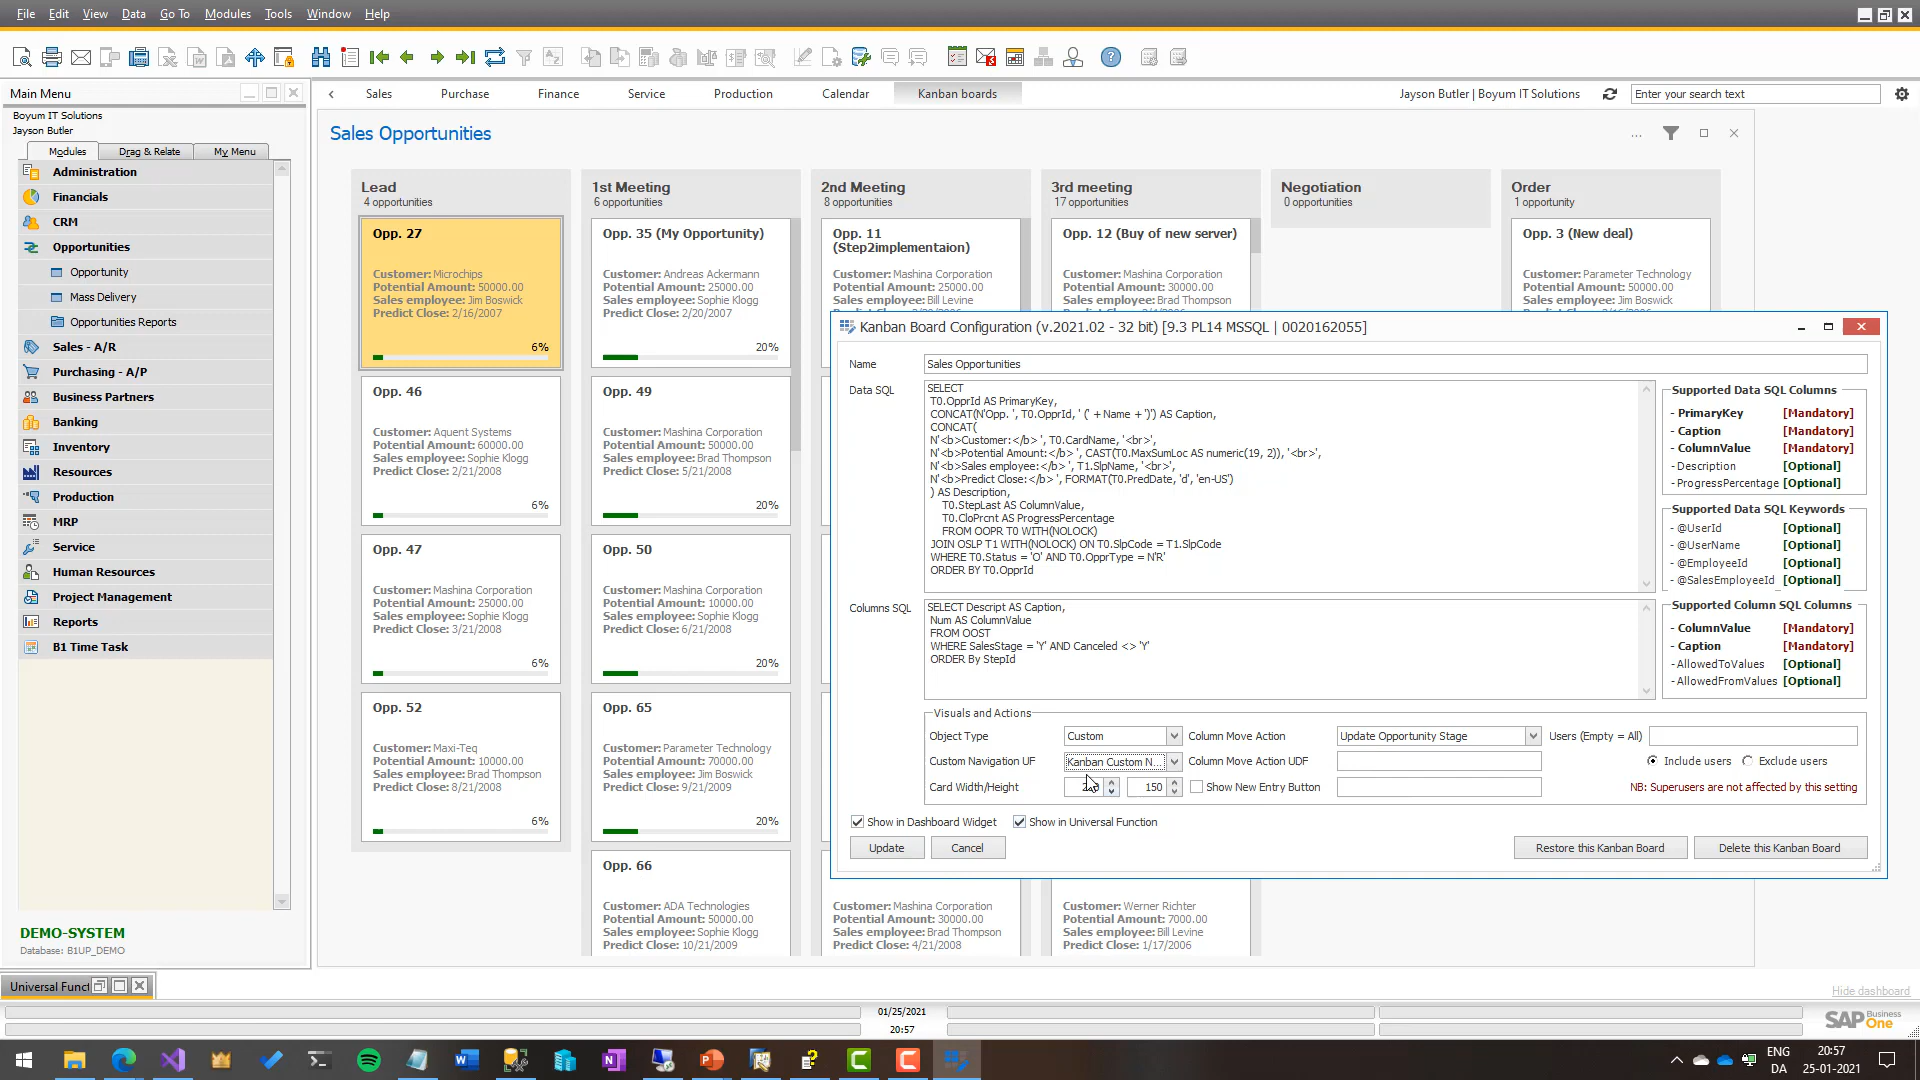 File Edit View Data Go To Modules Tools Window Help
Main Menu
Boyum IT Solutions
Jayson Butler
Modules Drag & Relate My Menu
Administration
Financials
CRM
Opportunities
Opportunity
Mass Delivery
Opportunities Reports
Sales - A/R
Purchasing - A/P
Business Partners
Banking
Inventory
Resources
Production
MRP
Service
Human Resources
Project Management
Reports
B1 Time Task
DEMO-SYSTEM
Database: B1UP_DEMO
Sales Purchase Finance Service Production Calendar Kanban boards
Jayson Butler | Boyum IT Solutions
Enter your search text
Sales Opportunities
...
Lead
4 opportunities
Opp. 27
Customer: Microchips
Potential Amount: 50000.00
Sales employee: Jim Boswick
Predict Close: 2/16/2007
6%
Opp. 46
Customer: Aquent Systems
Potential Amount: 60000.00
Sales employee: Sophie Klogg
Predict Close: 2/21/2008
6%
Opp. 47
Customer: Mashina Corporation
Potential Amount: 25000.00
Sales employee: Sophie Klogg
Predict Close: 3/21/2008
6%
Opp. 52
Customer: Maxi-Teq
Potential Amount: 10000.00
Sales employee: Brad Thompson
Predict Close: 8/21/2008
6%
1st Meeting
6 opportunities
Opp. 35 (My Opportunity)
Customer: Andreas Ackermann
Potential Amount: 25000.00
Sales employee: Sophie Klogg
Predict Close: 2/20/2007
20%
Opp. 49
Customer: Mashina Corporation
Potential Amount: 50000.00
Sales employee: Brad Thompson
Predict Close: 5/21/2008
20%
Opp. 50
Customer: Mashina Corporation
Potential Amount: 10000.00
Sales employee: Sophie Klogg
Predict Close: 6/21/2008
20%
Opp. 65
Customer: Parameter Technology
Potential Amount: 70000.00
Sales employee: Jim Boswick
Predict Close: 9/21/2009
20%
Opp. 66
Customer: ADA Technologies
Potential Amount: 50000.00
Sales employee: Brad Thompson
Predict Close: 10/21/2009
2nd Meeting
8 opportunities
Opp. 11
(Step2implementaion)
Customer: Mashina Corporation
Potential Amount: 25000.00
Sales employee: Bill Levine
Customer: Mashina Corporation
Potential Amount: 30000.00
Sales employee: Brad Thompson
Predict Close: 4/21/2008
3rd meeting
17 opportunities
Opp. 12 (Buy of new server)
Customer: Mashina Corporation
Potential Amount: 30000.00
Sales employee: Brad Thompson
Customer: Werner Richter
Potential Amount: 7000.00
Sales employee: Bill Levine
Predict Close: 1/17/2006
Negotiation
0 opportunities
Order
1 opportunity
Opp. 3 (New deal)
Customer: Parameter Technology
Potential Amount: 50000.00
Sales employee: Jim Boswick
Kanban Board Configuration (v.2021.02 - 32 bit) [9.3 PL14 MSSQL | 0020162055]
Name Sales Opportunities
Data SQL
SELECT
T0.OpprId AS PrimaryKey,
CONCAT(N'Opp. ', T0.OpprId, ' (' + Name + ')') AS Caption,
CONCAT(
N'<b>Customer:</b> ', T0.CardName, '<br>',
N'<b>Potential Amount:</b> ', CAST(T0.MaxSumLoc AS numeric(19, 2)), '<br>',
N'<b>Sales employee:</b> ', T1.SlpName, '<br>',
N'<b>Predict Close:</b> ', FORMAT(T0.PredDate, 'd', 'en-US')
) AS Description,
T0.StepLast AS ColumnValue,
T0.CloPrcnt AS ProgressPercentage
FROM OOPR T0 WITH(NOLOCK)
JOIN OSLP T1 WITH(NOLOCK) ON T0.SlpCode = T1.SlpCode
WHERE T0.Status = 'O' AND T0.OpprType = N'R'
ORDER BY T0.OpprId
Supported Data SQL Columns
- PrimaryKey [Mandatory]
- Caption [Mandatory]
- ColumnValue [Mandatory]
- Description [Optional]
- ProgressPercentage [Optional]
Supported Data SQL Keywords
- @UserId [Optional]
- @UserName [Optional]
- @EmployeeId [Optional]
- @SalesEmployeeId [Optional]
Columns SQL
SELECT Descript AS Caption,
Num AS ColumnValue
FROM OOST
WHERE SalesStage = 'Y' AND Canceled <> 'Y'
ORDER By StepId
Supported Column SQL Columns
- ColumnValue [Mandatory]
- Caption [Mandatory]
- AllowedToValues [Optional]
- AllowedFromValues [Optional]
Visuals and Actions
Object Type Custom Column Move Action Update Opportunity Stage Users (Empty = All)
Custom Navigation UF Kanban Custom N... Column Move Action UDF Include users Exclude users
Card Width/Height 150 Show New Entry Button NB: Superusers are not affected by this setting
Show in Dashboard Widget Show in Universal Function
Update Cancel Restore this Kanban Board Delete this Kanban Board
Universal Funct
Hide dashboard
01/25/2021
20:57
SAP Business One
ENG
DA
20:57
25-01-2021